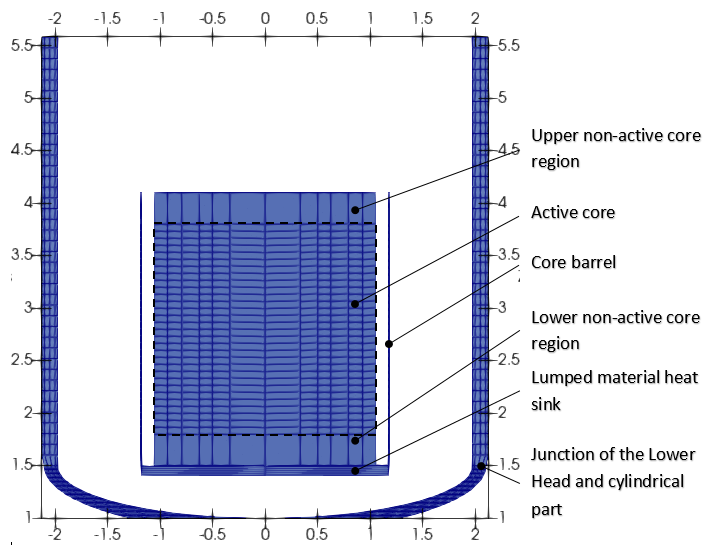 -2 -1.5 -1 -0.5 0 0.5 1 1.5 2
5.5 5.5
5 5
4.5 4.5
Upper non-active core
region
4 4
Active core
3.5 3.5
Core barrel
3 3
Lower non-active core
region
2.5 2.5
Lumped material heat
sink
2 2
Junction of the Lower
Head and cylindrical
part
1.5 1.5
1 1
-2 -1.5 -1 -0.5 0 0.5 1 1.5 2